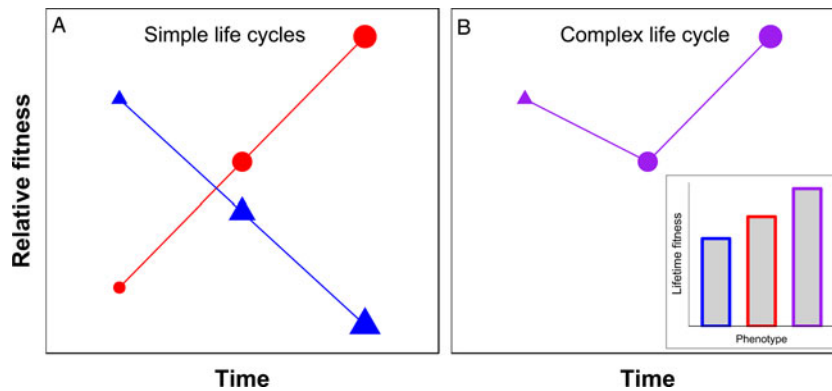 A
Simple life cycles
B
Complex life cycle
Relative fitness
Lifetime fitness
Phenotype
Time
Time